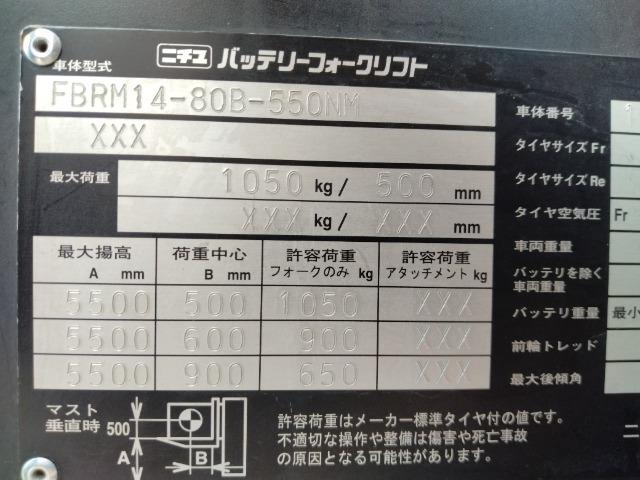 ニチユ バッテリーフォークリフト
車体型式
FBRM14-80B-550NM
XXX
最大荷重 1050 kg/ 500 mm
XXX kg/ XXX mm
最大揚高 A mm 荷重中心 B mm 許容荷重 フォークのみ kg 許容荷重 アタッチメント kg
5500 500 1050 XXX
5500 600 900 XXX
5500 900 650 XXX
マスト
垂直時 500
A B
許容荷重はメーカー標準タイヤ付の値です。
不適切な操作や整備は傷害や死亡事故
の原因となる可能性があります。
車体番号 1
タイヤサイズ Fr
タイヤサイズ Re
タイヤ空気圧 Fr
車両重量
バッテリを除く
車両重量
バッテリ重量 最小
前輪トレッド
最大後傾角
ニ